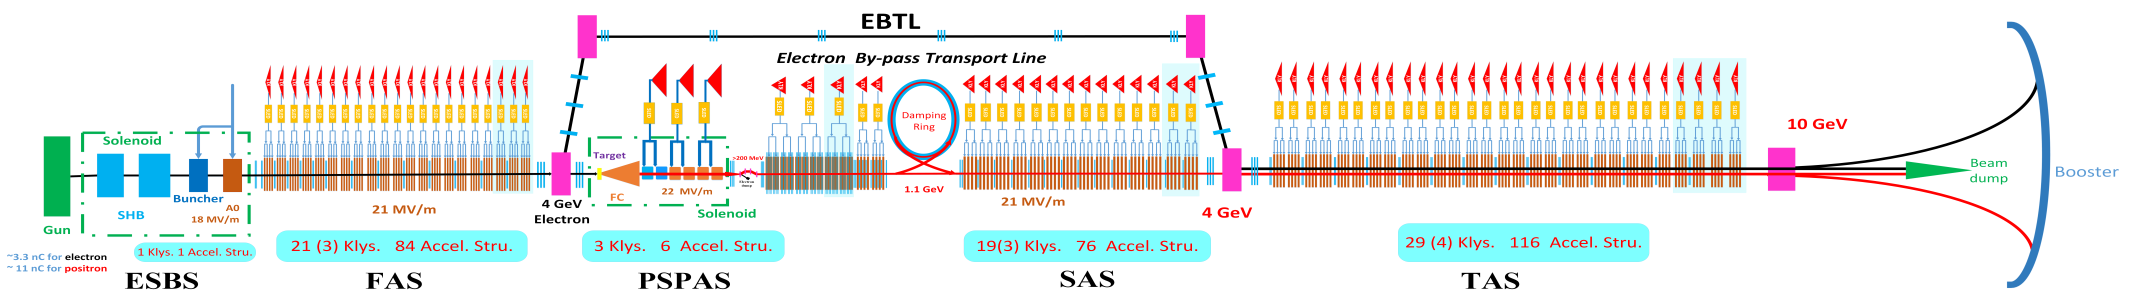 EBTL
Electron By-pass Transport Line
Solenoid
SHB
Buncher
A0
18 MV/m
Gun
~3.3 nC for electron
~ 11 nC for positron
1 Klys. 1 Accel. Stru.
ESBS
21 MV/m
21 (3) Klys. 84 Accel. Stru.
FAS
4 GeV
Electron
Target
FC
22 MV/m
Solenoid
>200 MeV
3 Klys. 6 Accel. Stru.
PSPAS
Damping
Ring
1.1 GeV
21 MV/m
19(3) Klys. 76 Accel. Stru.
SAS
4 GeV
29 (4) Klys. 116 Accel. Stru.
TAS
10 GeV
Beam
dump
Booster